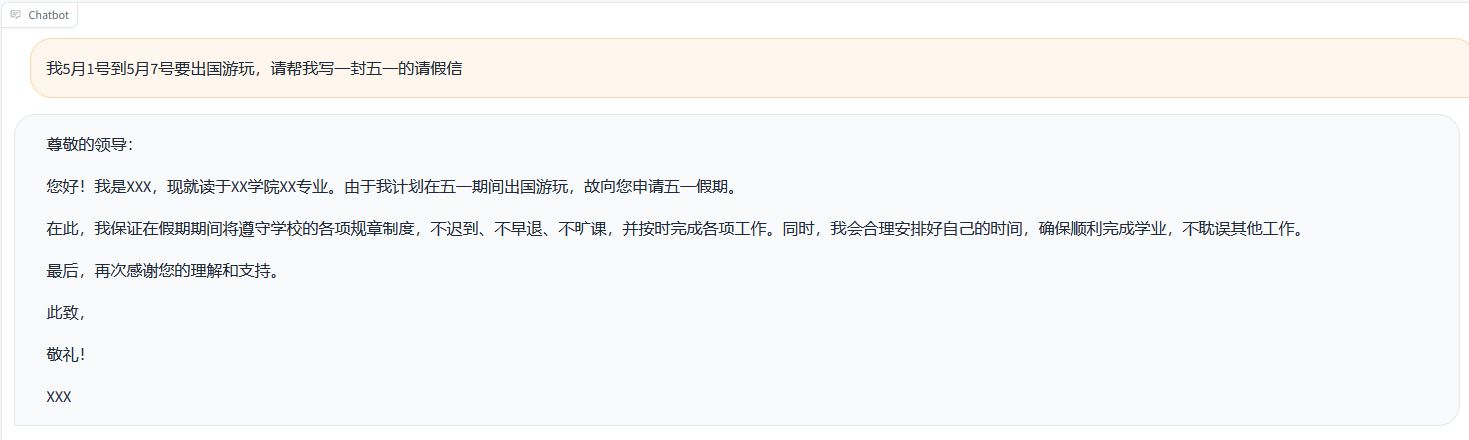 Chatbot
我5月1号到5月7号要出国游玩，请帮我写一封五一的请假信
尊敬的领导：
您好！我是XXX，现就读于XX学院XX专业。由于我计划在五一期间出国游玩，故向您申请五一假期。
在此，我保证在假期期间将遵守学校的各项规章制度，不迟到、不早退、不旷课，并按时完成各项工作。同时，我会合理安排好自己的时间，确保顺利完成学业，不耽误其他工作。
最后，再次感谢您的理解和支持。
此致，
敬礼！
XXX